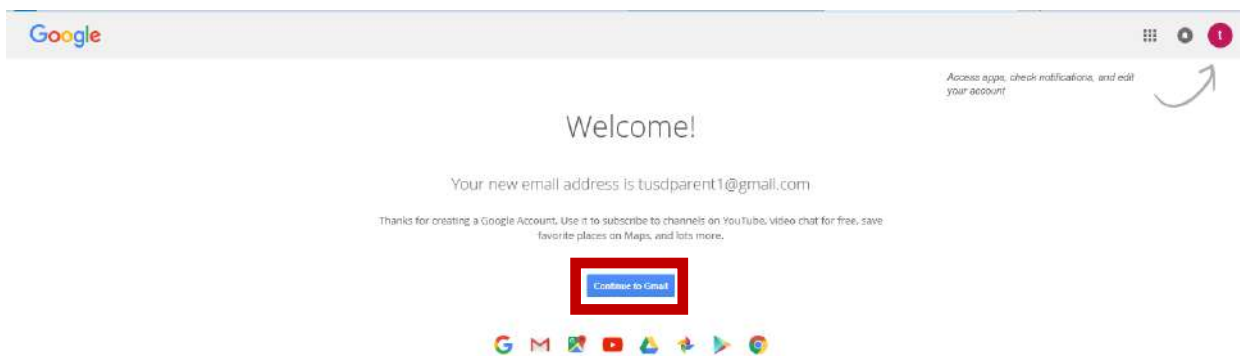 Google
t
Access apps, check notifications, and edit
your account
Welcome!
Your new email address is tusdparent1@gmail.com
Thanks for creating a Google Account. Use it to subscribe to channels on YouTube, video chat for free, save
favorite places on Maps, and lots more.
Continue to Gmail